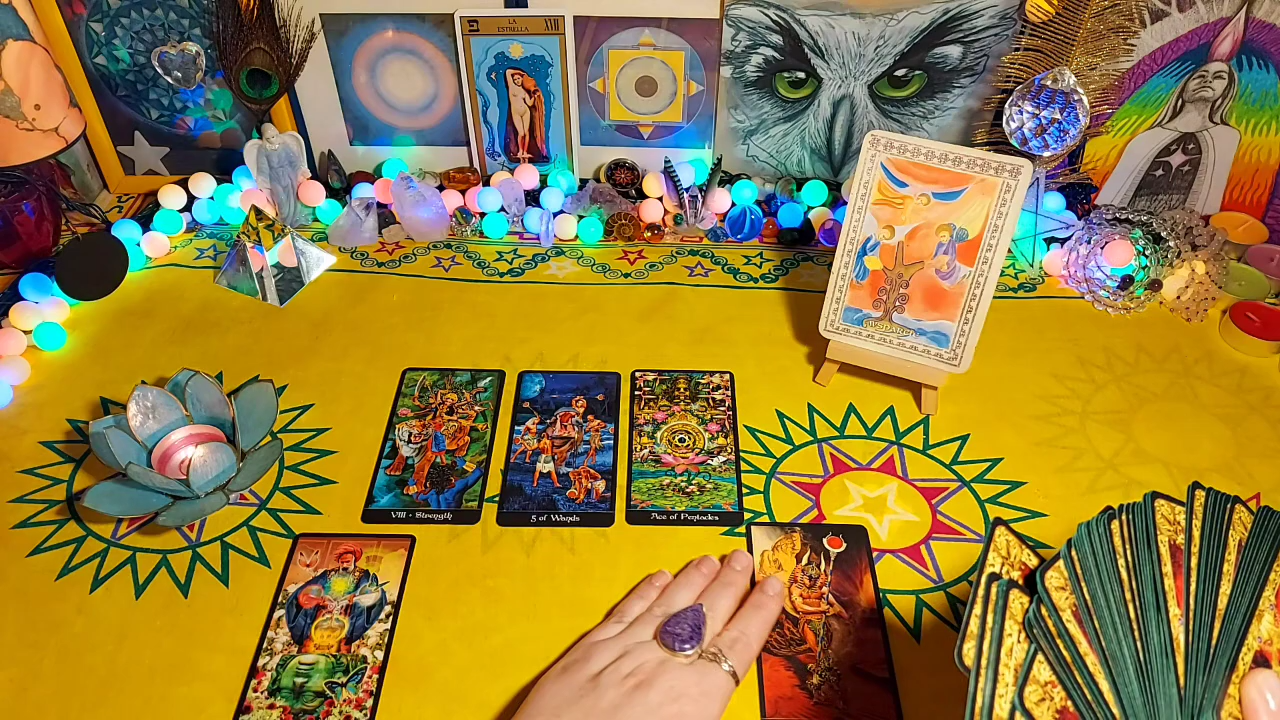 LA
ESTRELLA
XVII
VIII • Strength
5 of Wands
Ace of Pentacles